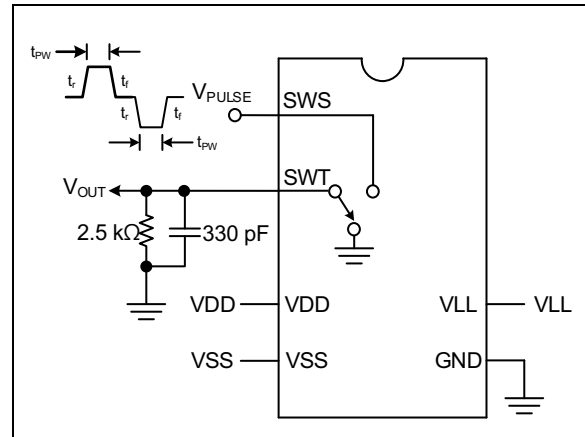 tPW
tr
tf
VPULSE
SWS
tr
tf
tPW
VOUT
SWT
2.5 kΩ
330 pF
VDD
VDD
VLL
VLL
VSS
VSS
GND